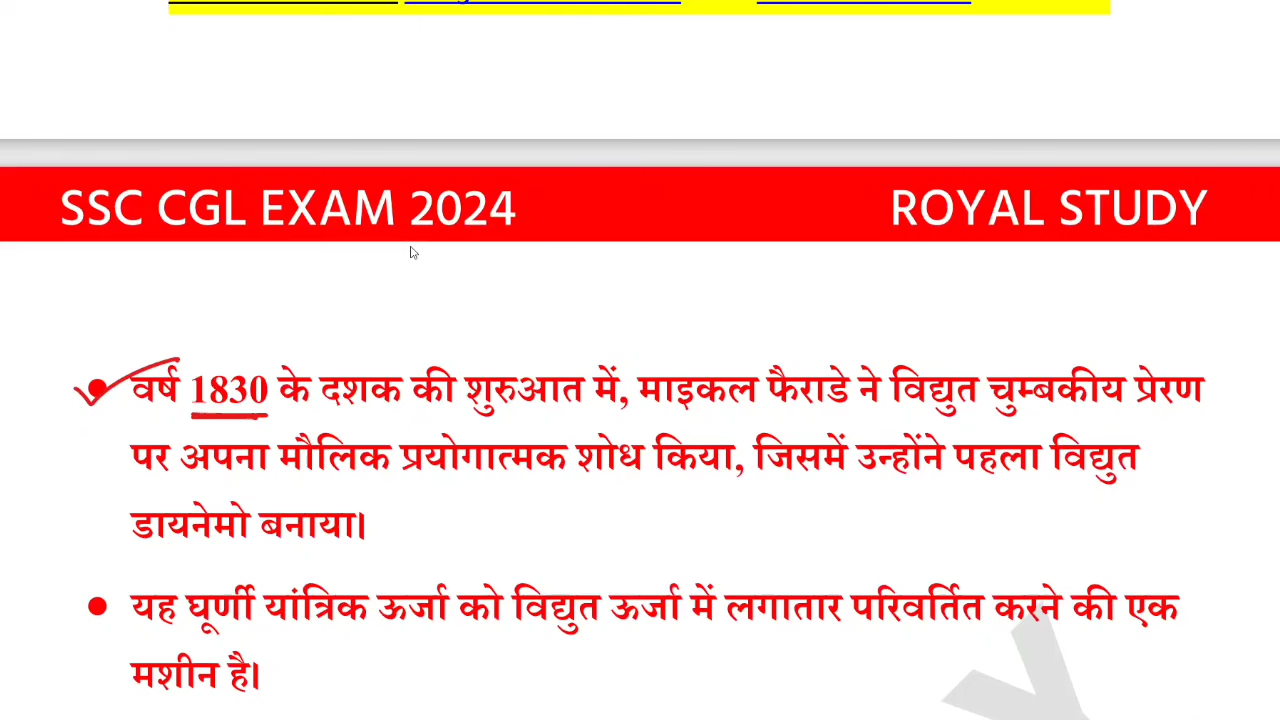 SSC CGL EXAM 2024 ROYAL STUDY
• वर्ष 1830 के दशक की शुरुआत में, माइकल फैराडे ने विद्युत चुम्बकीय प्रेरण
पर अपना मौलिक प्रयोगात्मक शोध किया, जिसमें उन्होंने पहला विद्युत
डायनेमो बनाया।
• यह घूर्णी यांत्रिक ऊर्जा को विद्युत ऊर्जा में लगातार परिवर्तित करने की एक
मशीन है।